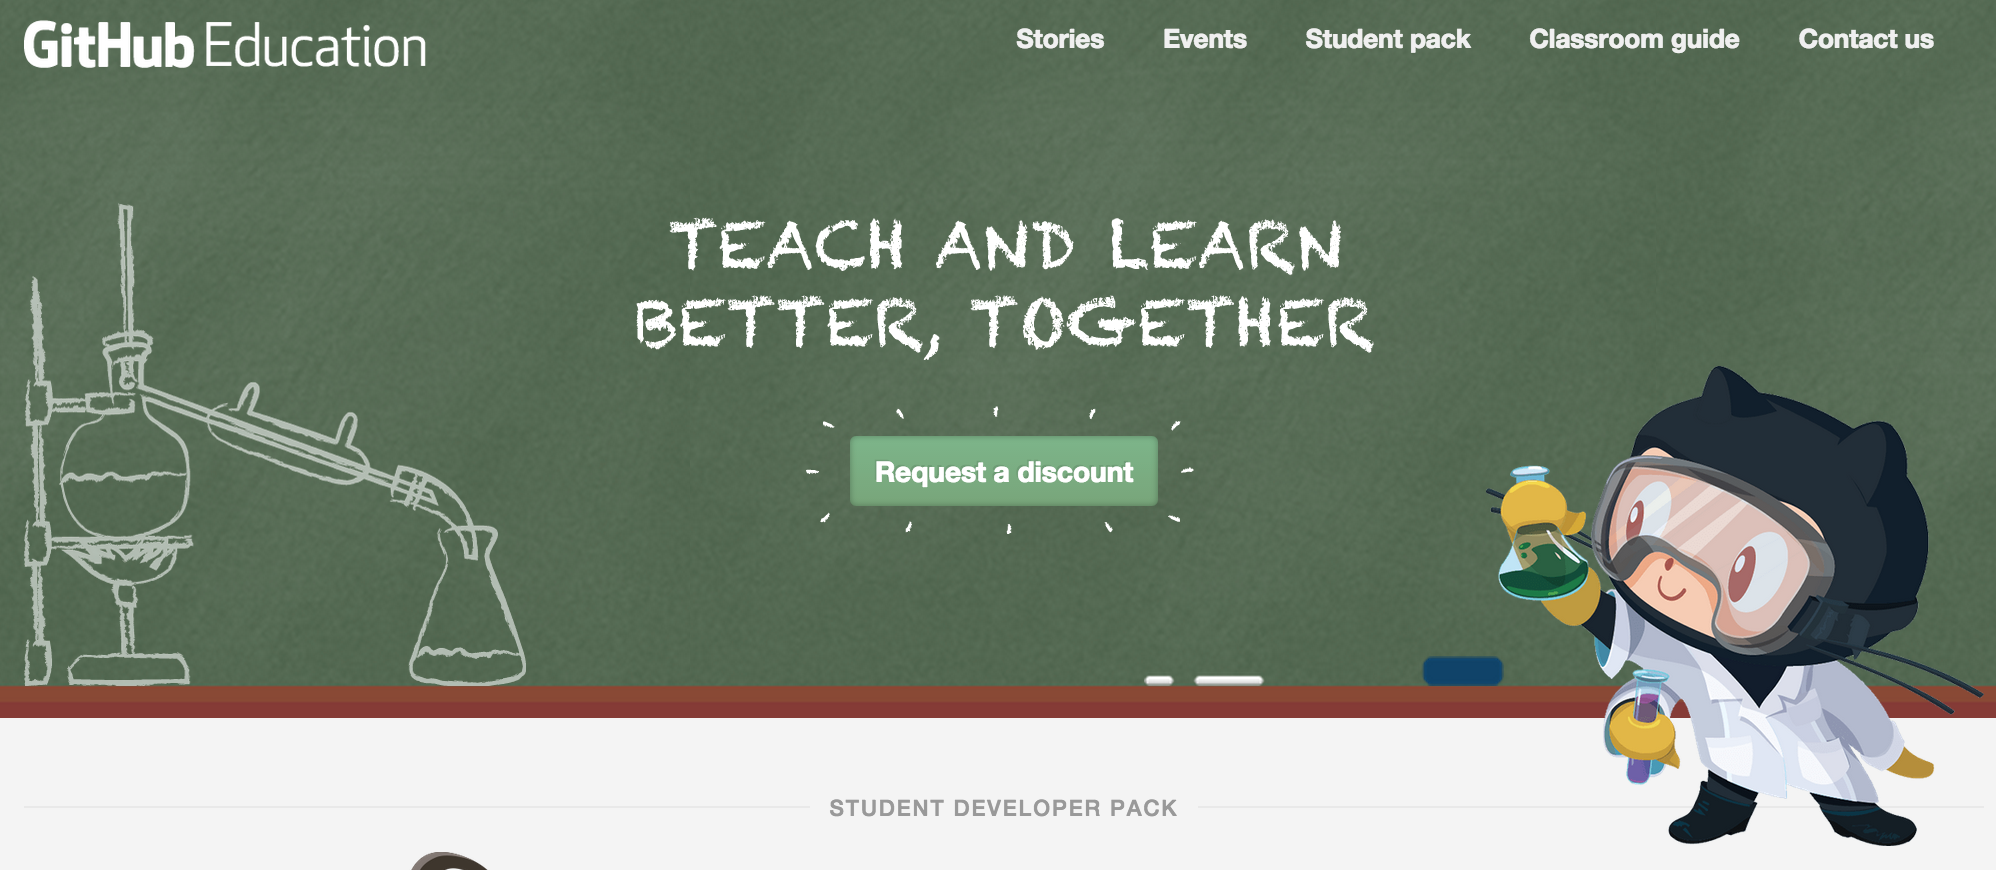 GitHub Education
Stories
Events
Student pack
Classroom guide
Contact us
TEACH AND LEARN
BETTER, TOGETHER
Request a discount
STUDENT DEVELOPER PACK